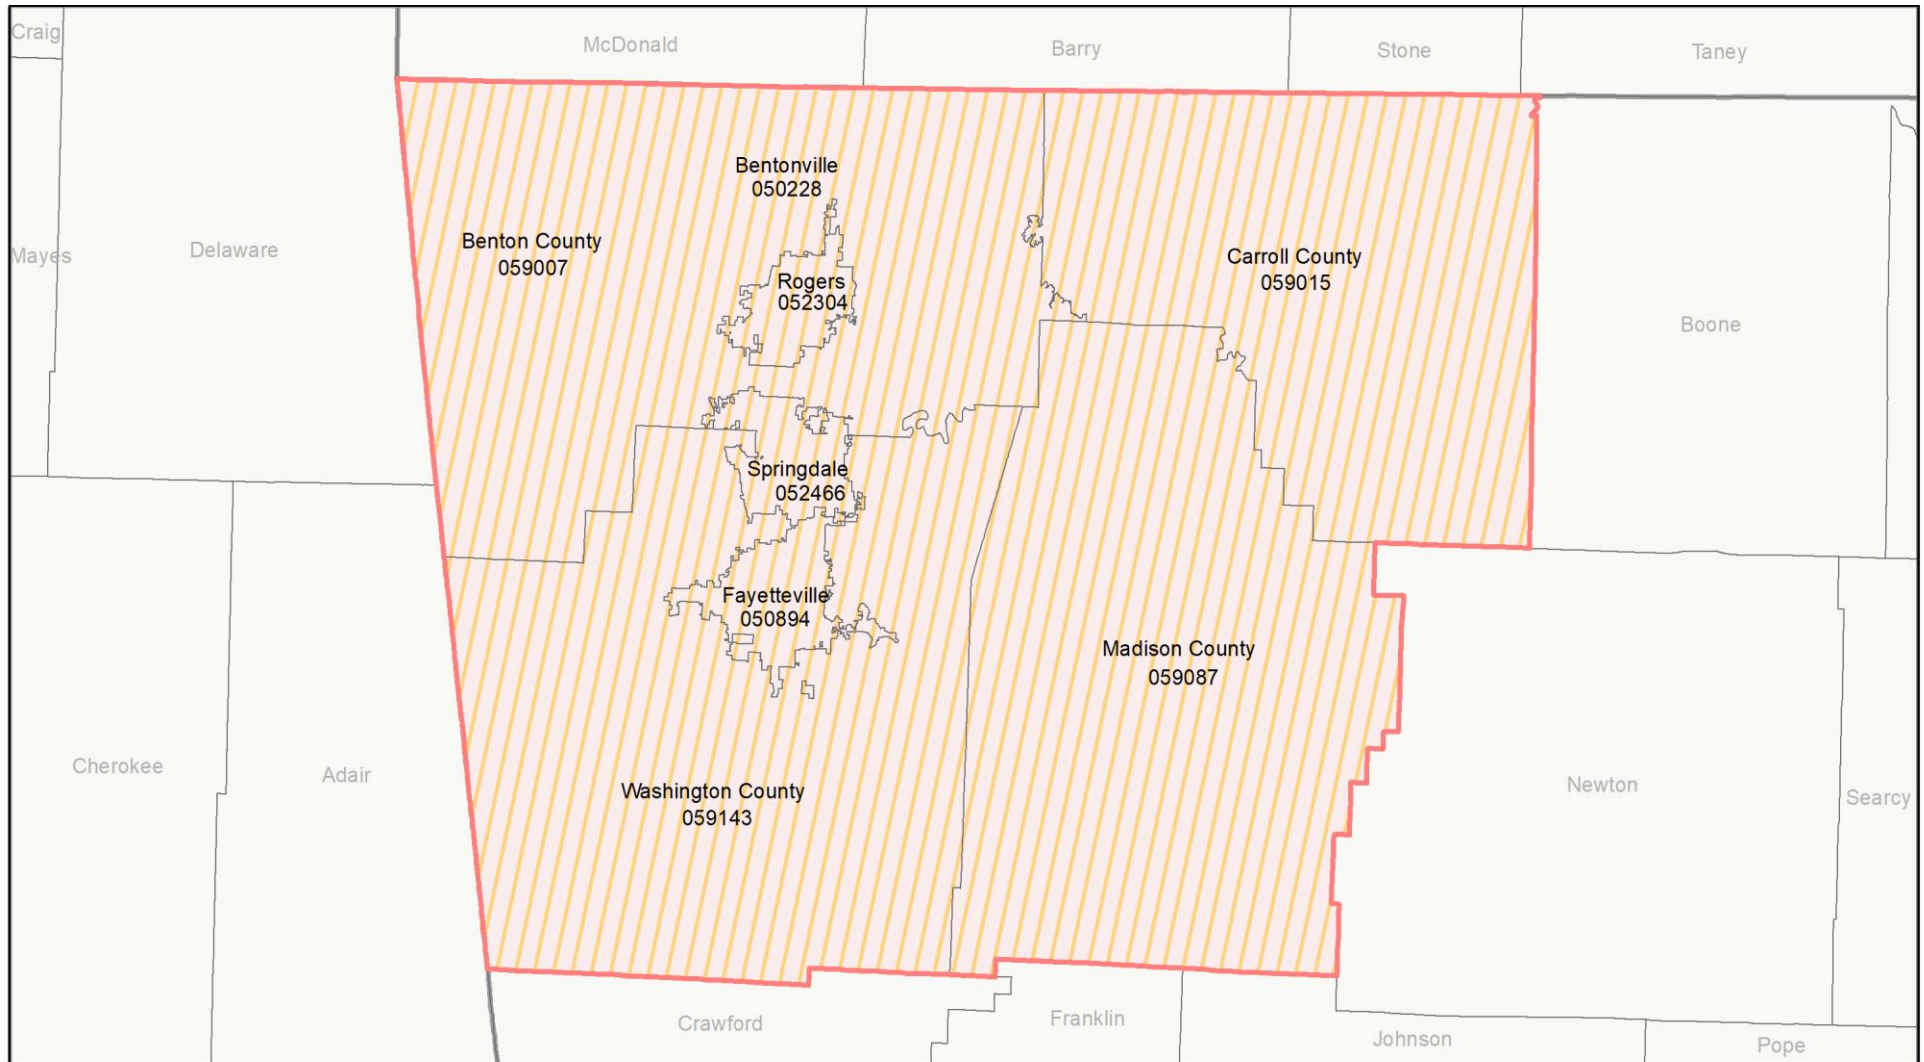 Craig
McDonald
Barry
Stone
Taney
Bentonville
050228
Benton County
059007
Delaware
Mayes
Carroll County
059015
Rogers
052304
Boone
Springdale
052466
Fayetteville
050894
Madison County
059087
Cherokee
Adair
Washington County
059143
Newton
Searcy
Crawford
Franklin
Johnson
Pope